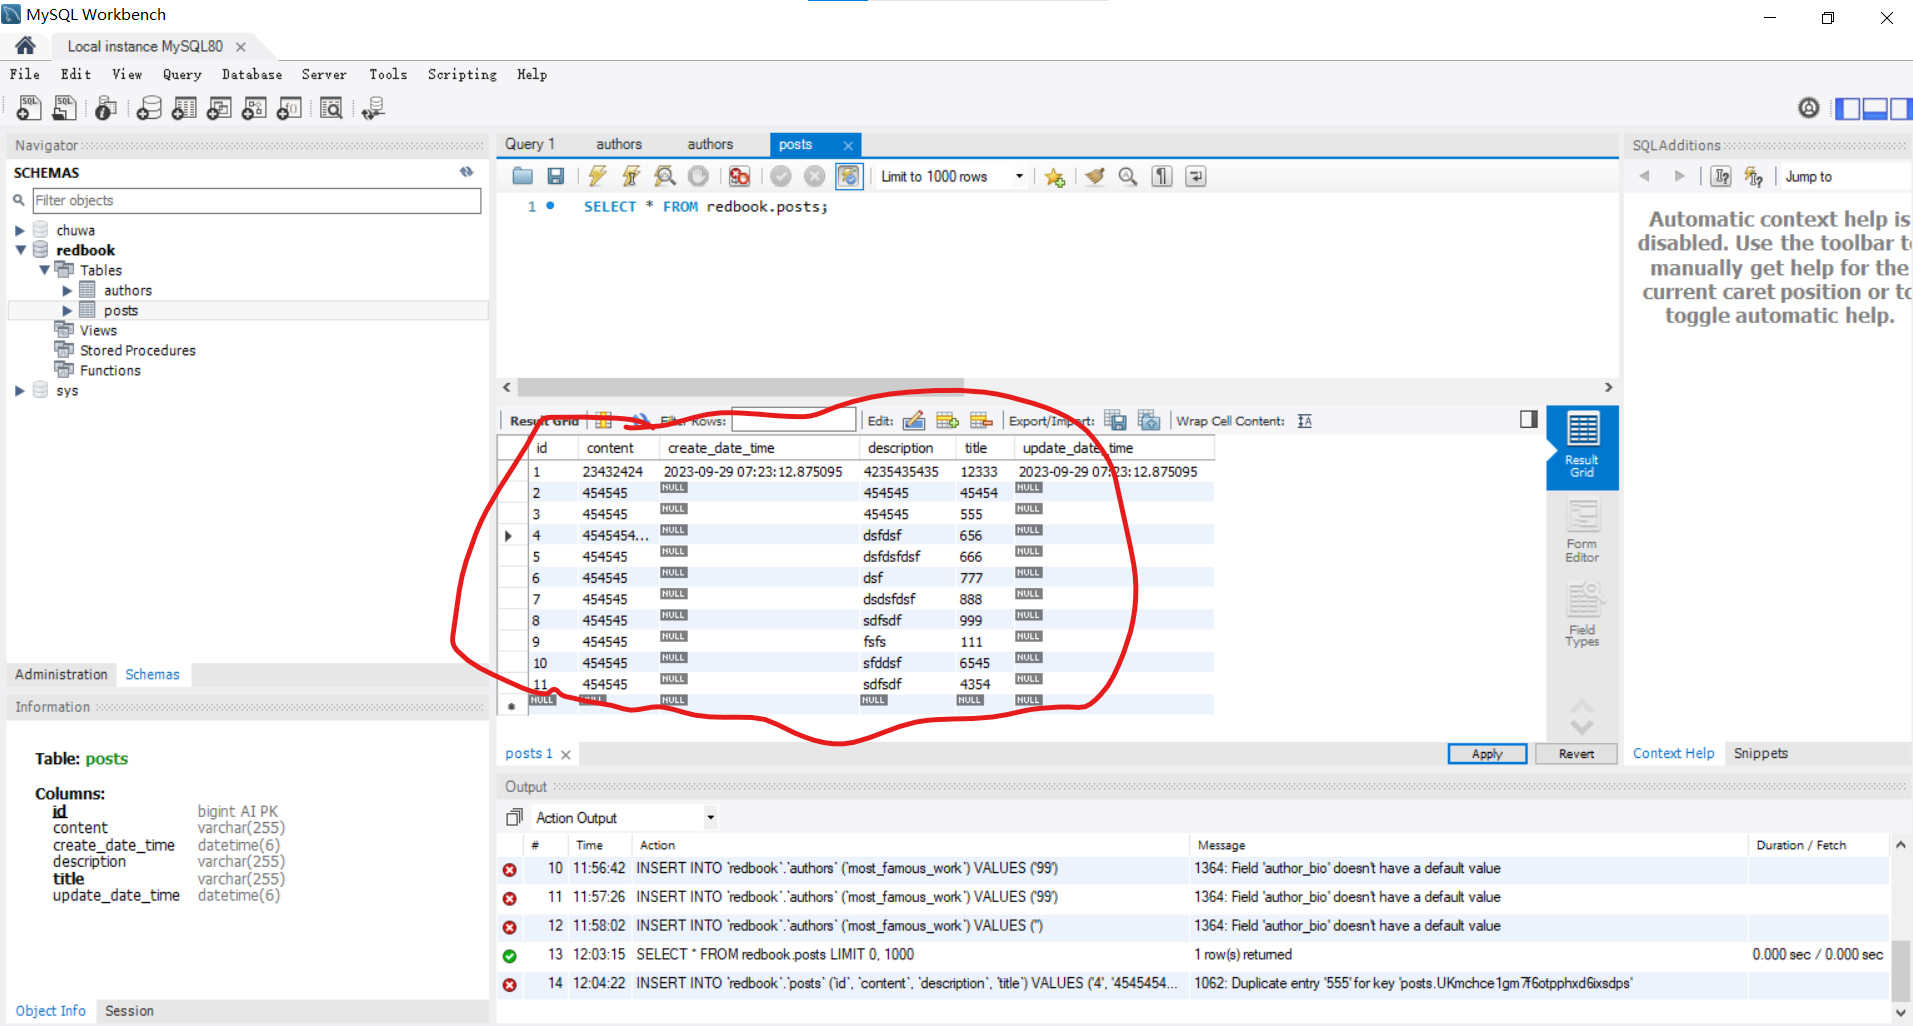 MySQL Workbench
Local instance MySQL80
File Edit View Query Database Server Tools Scripting Help
Navigator
SCHEMAS
Filter objects
chuwa
redbook
Tables
authors
posts
Views
Stored Procedures
Functions
sys
Administration Schemas
Information
Table: posts
Columns:
id bigint AI PK
content varchar(255)
create_date_time datetime(6)
description varchar(255)
title varchar(255)
update_date_time datetime(6)
Object Info Session
Query 1 authors authors posts
Limit to 1000 rows
1 SELECT * FROM redbook.posts;
Result Grid Filter Rows: Edit: Export/Import: Wrap Cell Content:
id content create_date_time description title update_date_time
1 23432424 2023-09-29 07:23:12.875095 4235435435 12333 2023-09-29 07:23:12.875095
2 454545 NULL 454545 45454 NULL
3 454545 NULL 454545 555 NULL
4 4545454... NULL dsfdsf 656 NULL
5 454545 NULL dsfdsfdsf 666 NULL
6 454545 NULL dsf 777 NULL
7 454545 NULL dsdsfdsf 888 NULL
8 454545 NULL sdfsdf 999 NULL
9 454545 NULL fsfs 111 NULL
10 454545 NULL sfddsf 6545 NULL
11 454545 NULL sdfsdf 4354 NULL
NULL NULL NULL NULL NULL NULL
Result
Grid
Form
Editor
Field
Types
posts 1 Apply Revert
Output
Action Output
# Time Action Message Duration / Fetch
10 11:56:42 INSERT INTO `redbook`.`authors` (`most_famous_work`) VALUES ('99') 1364: Field 'author_bio' doesn't have a default value
11 11:57:26 INSERT INTO `redbook`.`authors` (`most_famous_work`) VALUES ('99') 1364: Field 'author_bio' doesn't have a default value
12 11:58:02 INSERT INTO `redbook`.`authors` (`most_famous_work`) VALUES ('') 1364: Field 'author_bio' doesn't have a default value
13 12:03:15 SELECT * FROM redbook.posts LIMIT 0, 1000 1 row(s) returned 0.000 sec / 0.000 sec
14 12:04:22 INSERT INTO `redbook`.`posts` (`id`, `content`, `description`, `title`) VALUES ('4', '4545454... 1062: Duplicate entry '555' for key 'posts.UKmchce1gm7f6otpphxd6ixsdps'
SQLAdditions
Jump to
Automatic context help is
disabled. Use the toolbar t
manually get help for the
current caret position or to
toggle automatic help.
Context Help Snippets